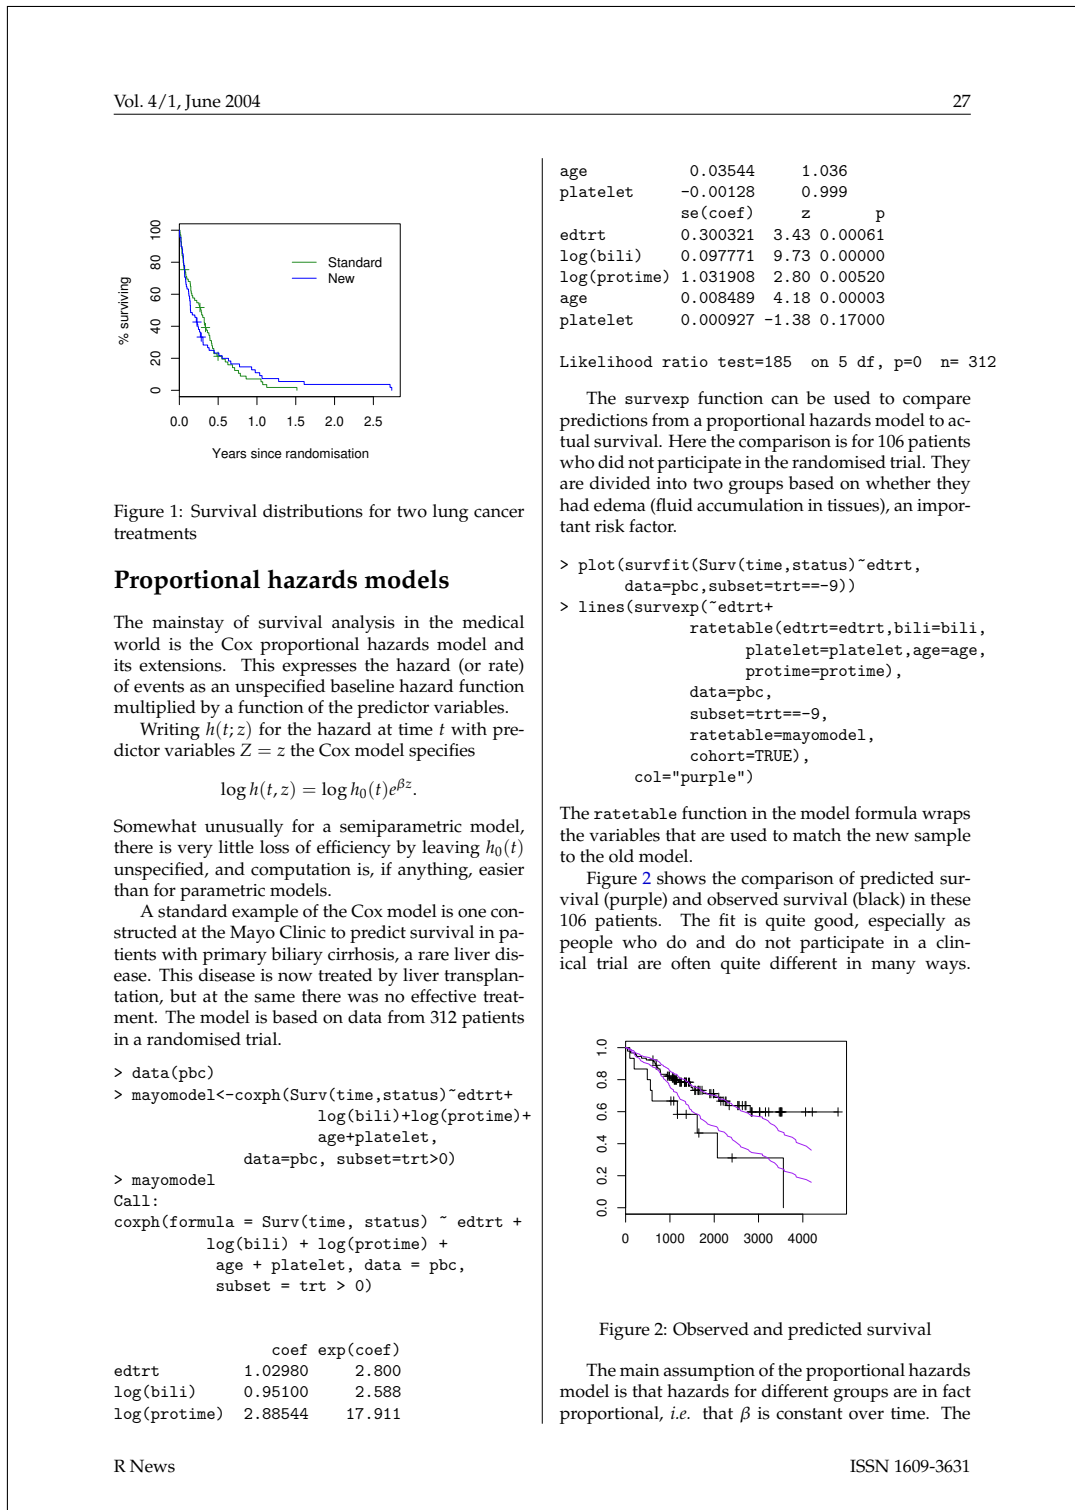 Vol. 4/1, June 2004 27
100
80
60
40
20
0
% surviving
Standard
New
0.0 0.5 1.0 1.5 2.0 2.5
Years since randomisation
Figure 1: Survival distributions for two lung cancer
treatments
Proportional hazards models
The mainstay of survival analysis in the medical
world is the Cox proportional hazards model and
its extensions. This expresses the hazard (or rate)
of events as an unspecified baseline hazard function
multiplied by a function of the predictor variables.
Writing h(t; z) for the hazard at time t with pre-
dictor variables Z = z the Cox model specifies
log h(t, z) = log h₀(t)e^{βz}.
Somewhat unusually for a semiparametric model,
there is very little loss of efficiency by leaving h₀(t)
unspecified, and computation is, if anything, easier
than for parametric models.
A standard example of the Cox model is one con-
structed at the Mayo Clinic to predict survival in pa-
tients with primary biliary cirrhosis, a rare liver dis-
ease. This disease is now treated by liver transplan-
tation, but at the same there was no effective treat-
ment. The model is based on data from 312 patients
in a randomised trial.
> data(pbc)
> mayomodel<-coxph(Surv(time,status)~edtrt+
log(bili)+log(protime)+
age+platelet,
data=pbc, subset=trt>0)
> mayomodel
Call:
coxph(formula = Surv(time, status) ~ edtrt +
log(bili) + log(protime) +
age + platelet, data = pbc,
subset = trt > 0)
coef exp(coef)
edtrt 1.02980 2.800
log(bili) 0.95100 2.588
log(protime) 2.88544 17.911
age 0.03544 1.036
platelet -0.00128 0.999
se(coef) z p
edtrt 0.300321 3.43 0.00061
log(bili) 0.097771 9.73 0.00000
log(protime) 1.031908 2.80 0.00520
age 0.008489 4.18 0.00003
platelet 0.000927 -1.38 0.17000
Likelihood ratio test=185 on 5 df, p=0 n= 312
The survexp function can be used to compare
predictions from a proportional hazards model to ac-
tual survival. Here the comparison is for 106 patients
who did not participate in the randomised trial. They
are divided into two groups based on whether they
had edema (fluid accumulation in tissues), an impor-
tant risk factor.
> plot(survfit(Surv(time,status)~edtrt,
data=pbc,subset=trt==-9))
> lines(survexp(~edtrt+
ratetable(edtrt=edtrt,bili=bili,
platelet=platelet,age=age,
protime=protime),
data=pbc,
subset=trt==-9,
ratetable=mayomodel,
cohort=TRUE),
col="purple")
The ratetable function in the model formula wraps
the variables that are used to match the new sample
to the old model.
Figure 2 shows the comparison of predicted sur-
vival (purple) and observed survival (black) in these
106 patients. The fit is quite good, especially as
people who do and do not participate in a clin-
ical trial are often quite different in many ways.
1.0
0.8
0.6
0.4
0.2
0.0
0 1000 2000 3000 4000
Figure 2: Observed and predicted survival
The main assumption of the proportional hazards
model is that hazards for different groups are in fact
proportional, i.e. that β is constant over time. The
R News ISSN 1609-3631